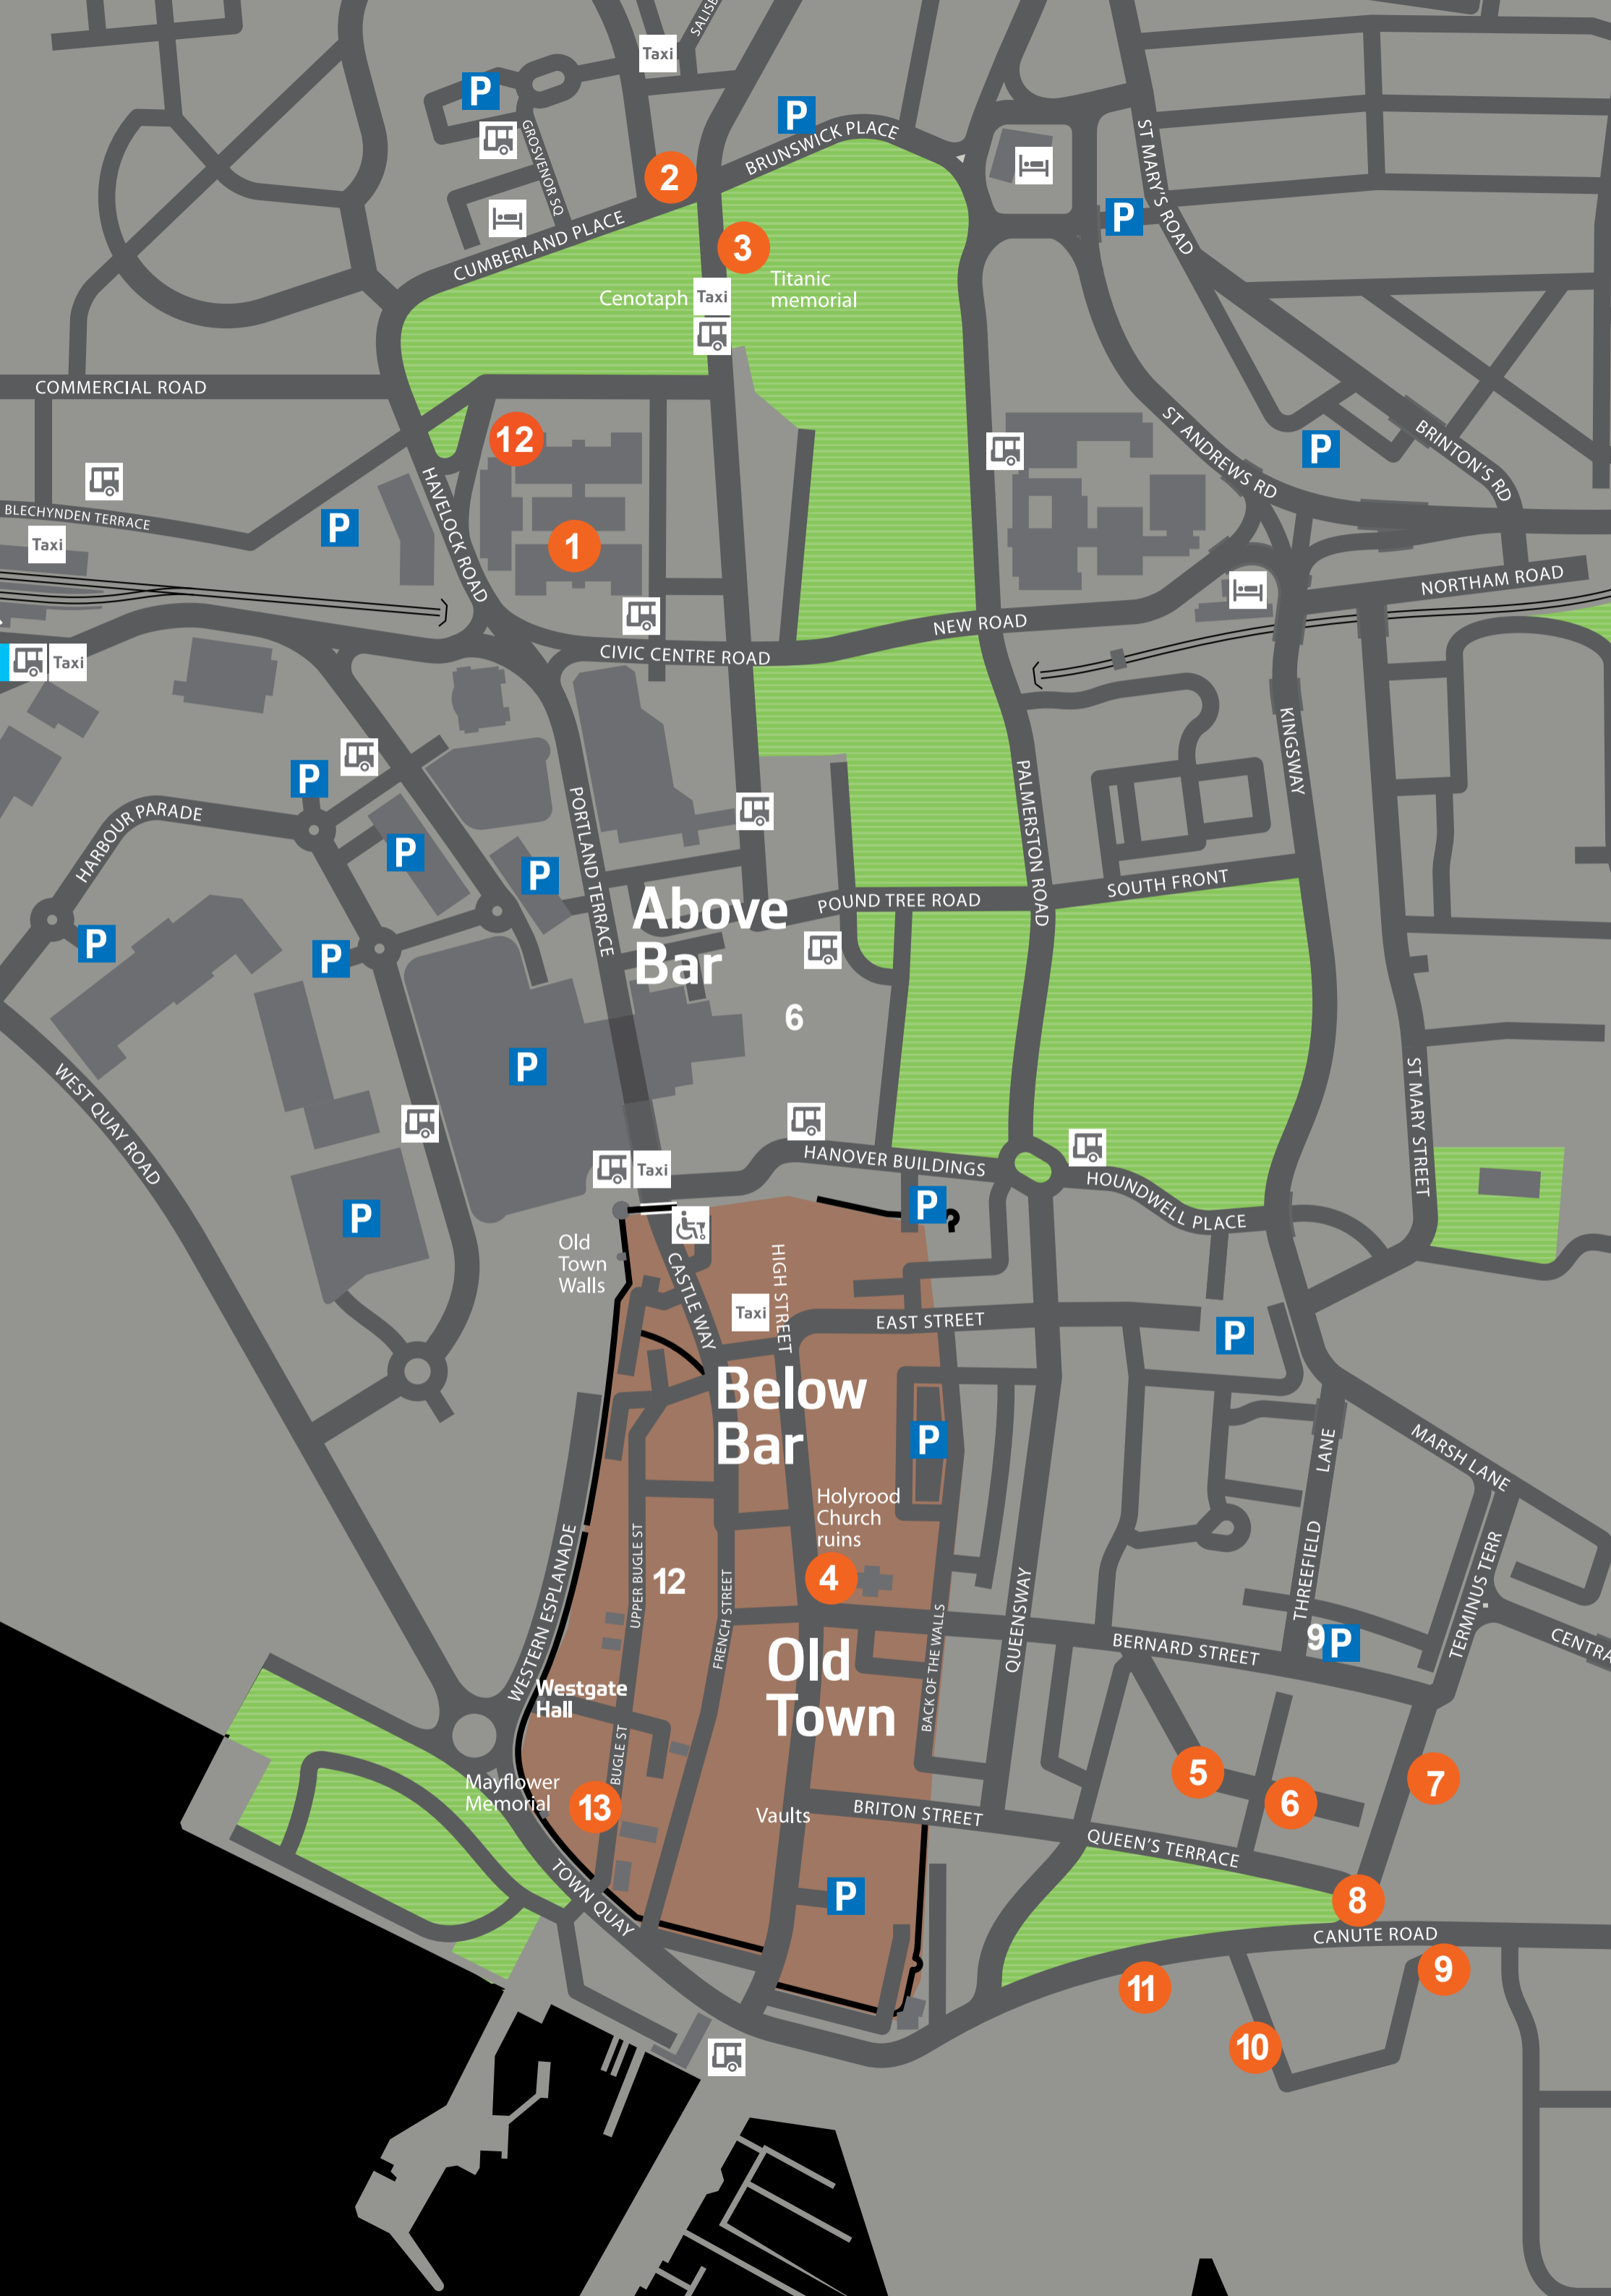 SALISB
Taxi
P
P
BRUNSWICK PLACE
GROSVENOR SQ
ST MARY'S ROAD
2
P
CUMBERLAND PLACE
3
Titanic
memorial
Cenotaph
Taxi
COMMERCIAL ROAD
12
ST ANDREWS RD
P
BRINTON'S RD
HAVELOCK ROAD
BLECHYNDEN TERRACE
P
Taxi
1
NORTHAM ROAD
NEW ROAD
CIVIC CENTRE ROAD
Taxi
KINGSWAY
P
HARBOUR PARADE
PORTLAND TERRACE
PALMERSTON ROAD
P
P
SOUTH FRONT
POUND TREE ROAD
Above
Bar
P
P
6
P
WEST QUAY ROAD
ST MARY STREET
HANOVER BUILDINGS
Taxi
HOUNDWELL PLACE
P
P
Old
Town
Walls
CASTLE WAY
HIGH STREET
Taxi
EAST STREET
P
Below
Bar
P
LANE
MARSH LANE
Holyrood
Church
ruins
WESTERN ESPLANADE
UPPER BUGLE ST
12
4
FRENCH STREET
QUEENSWAY
THREEFIELD
TERMINUS TERR
BACK OF THE WALLS
BERNARD STREET
9
P
CENTRA
Old
Town
Westgate
Hall
BUGLE ST
5
7
6
Mayflower
Memorial
13
Vaults
BRITON STREET
QUEEN'S TERRACE
TOWN QUAY
P
8
CANUTE ROAD
9
11
10